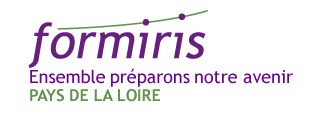 formiris
Ensemble préparons notre avenir
PAYS DE LA LOIRE